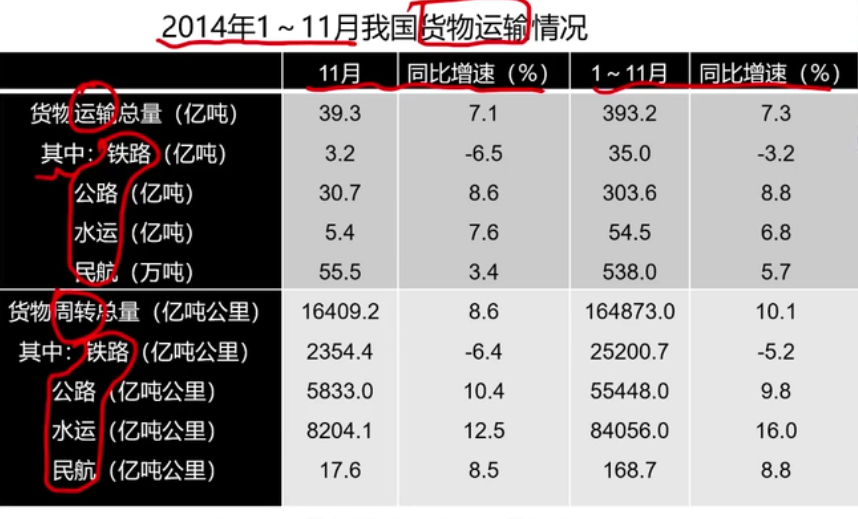 2014年1～11月我国货物运输情况
11月 同比增速（%） 1～11月 同比增速（%）
货物运输总量（亿吨） 39.3 7.1 393.2 7.3
其中：铁路（亿吨） 3.2 -6.5 35.0 -3.2
公路（亿吨） 30.7 8.6 303.6 8.8
水运（亿吨） 5.4 7.6 54.5 6.8
民航（万吨） 55.5 3.4 538.0 5.7
货物周转总量（亿吨公里） 16409.2 8.6 164873.0 10.1
其中：铁路（亿吨公里） 2354.4 -6.4 25200.7 -5.2
公路（亿吨公里） 5833.0 10.4 55448.0 9.8
水运（亿吨公里） 8204.1 12.5 84056.0 16.0
民航（亿吨公里） 17.6 8.5 168.7 8.8